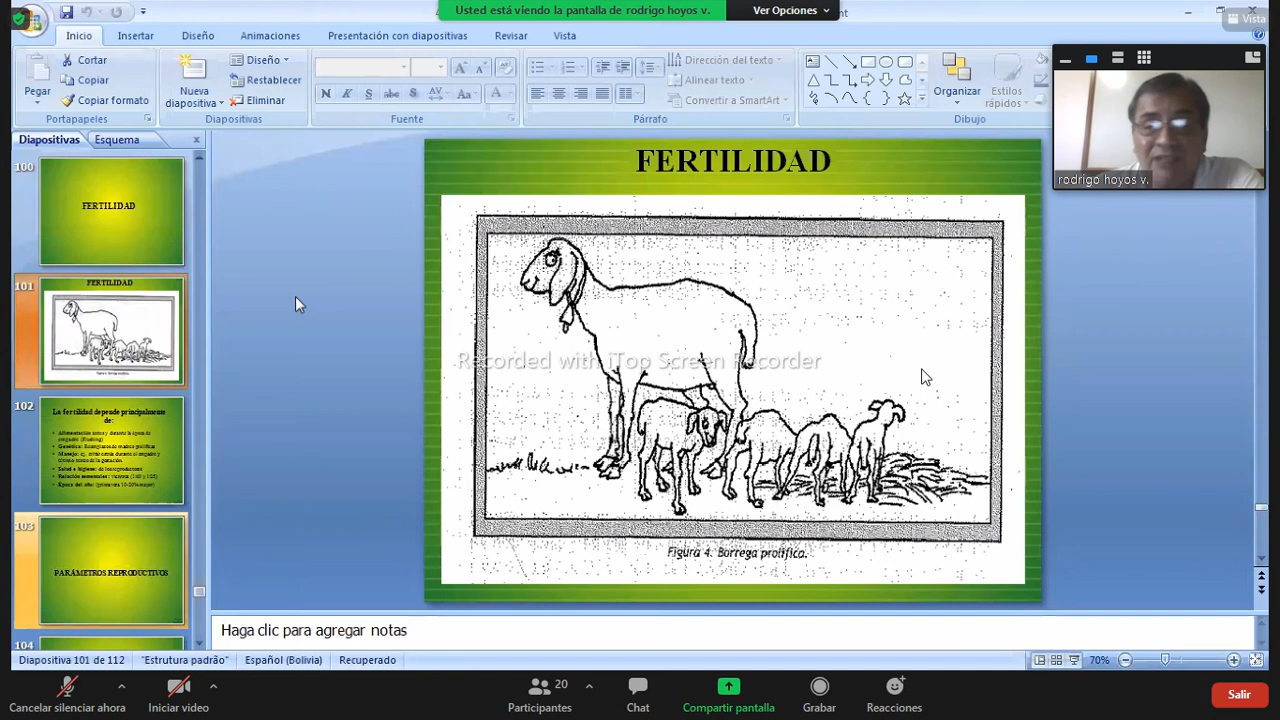 Usted está viendo la pantalla de rodrigo hoyos v.
Ver Opciones
Vista
Inicio
Insertar
Diseño
Animaciones
Presentación con diapositivas
Revisar
Vista
Pegar
Cortar
Copiar
Copiar formato
Portapapeles
Nueva
diapositiva
Diseño
Restablecer
Eliminar
Diapositivas
Fuente
Dirección del texto
Alinear texto
Convertir a SmartArt
Párrafo
Organizar
Estilos
rápidos
Dibujo
rodrigo hoyos v.
Diapositivas
Esquema
100
FERTILIDAD
101
FERTILIDAD
102
La fertilidad depende principalmente
de:
103
PARÁMETROS REPRODUCTIVOS
104
FERTILIDAD
Recorded with iTop Screen Recorder
Figura 4. Borrega prolífica.
Haga clic para agregar notas
Diapositiva 101 de 112
"Estrutura padrão"
Español (Bolivia)
Recuperado
70%
Cancelar silenciar ahora
Iniciar video
20
Participantes
Chat
Compartir pantalla
Grabar
Reacciones
Salir